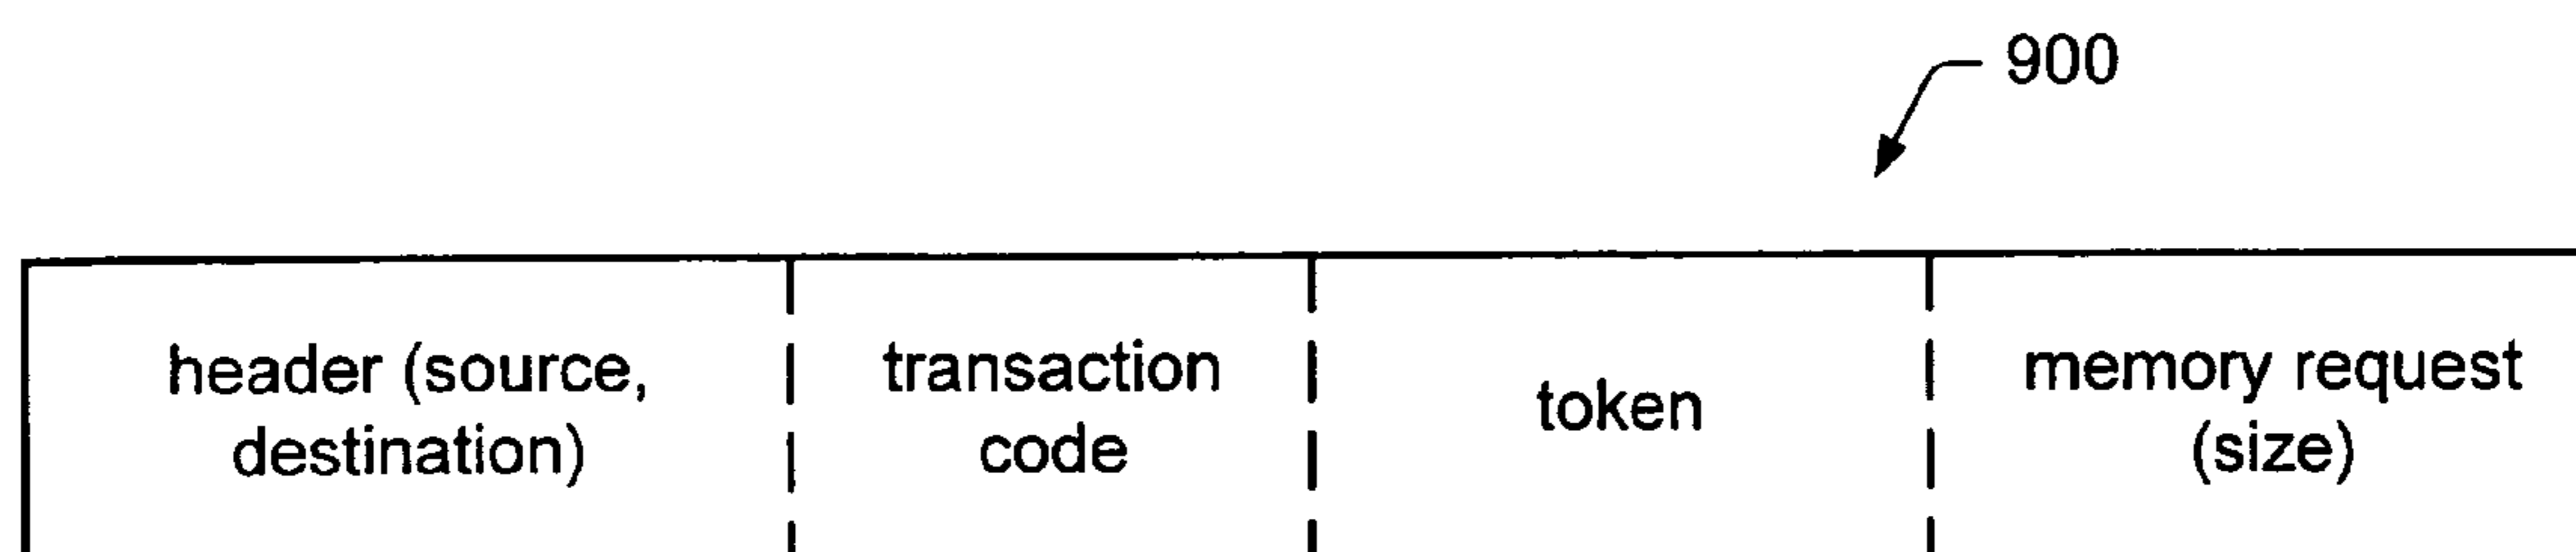 900
header (source,
destination)
transaction
code
token
memory request
(size)